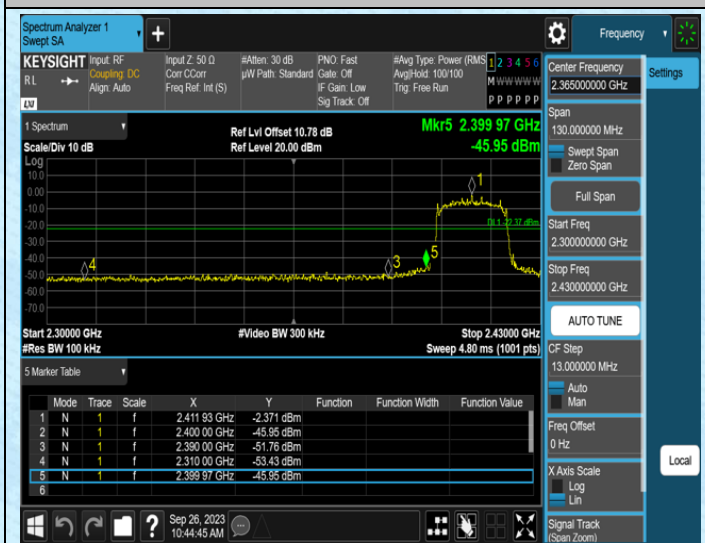 Spectrum Analyzer 1
Swept SA
Frequency
KEYSIGHT
Input: RF
Coupling: DC
Align: Auto
Input Z: 50 Ω
Corr CCorr
Freq Ref: Int (S)
#Atten: 30 dB
µW Path: Standard
PNO: Fast
Gate: Off
IF Gain: Low
Sig Track: Off
#Avg Type: Power (RMS
Avg|Hold: 100/100
Trig: Free Run
1 2 3 4 5 6
M W W W W W
P P P P P P
R L
LXI
1 Spectrum
Scale/Div 10 dB
Ref Lvl Offset 10.78 dB
Ref Level 20.00 dBm
Mkr5 2.399 97 GHz
-45.95 dBm
Log
10.0
0.00
-10.0
-20.0
-30.0
-40.0
-50.0
-60.0
-70.0
1
DL1 -22.37 dBm
4
3
5
Start 2.30000 GHz
#Res BW 100 kHz
#Video BW 300 kHz
Stop 2.43000 GHz
Sweep 4.80 ms (1001 pts)
5 Marker Table
Mode Trace Scale X Y Function Function Width Function Value
1 N 1 f 2.411 93 GHz -2.371 dBm
2 N 1 f 2.400 00 GHz -45.95 dBm
3 N 1 f 2.390 00 GHz -51.76 dBm
4 N 1 f 2.310 00 GHz -53.43 dBm
5 N 1 f 2.399 97 GHz -45.95 dBm
6
Sep 26, 2023
10:44:45 AM
Center Frequency
2.365000000 GHz
Settings
Span
130.000000 MHz
Swept Span
Zero Span
Full Span
Start Freq
2.300000000 GHz
Stop Freq
2.430000000 GHz
AUTO TUNE
CF Step
13.000000 MHz
Auto
Man
Freq Offset
0 Hz
X Axis Scale
Log
Lin
Local
Signal Track
(Span Zoom)